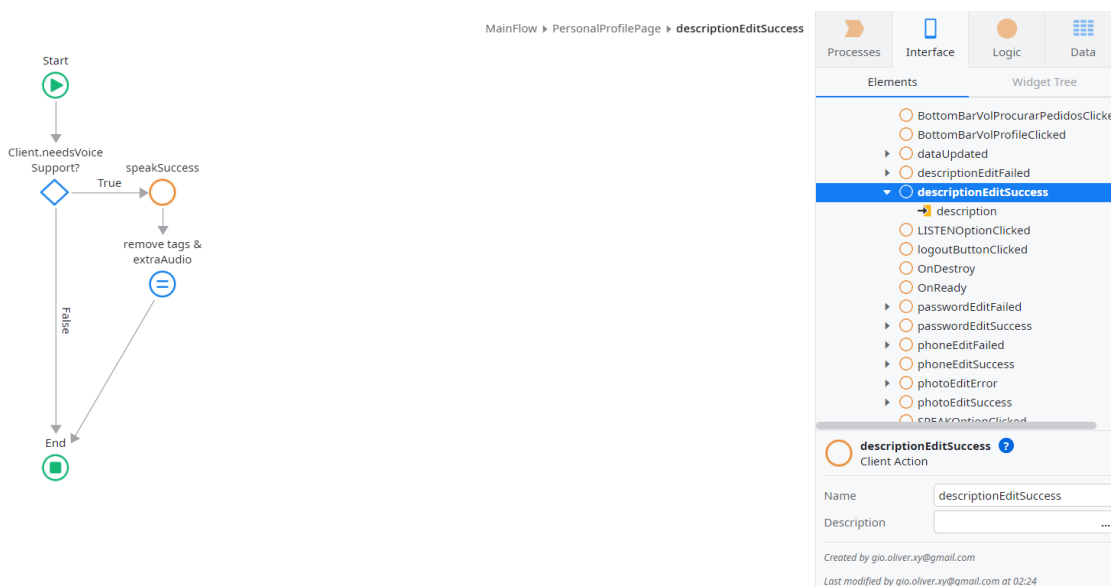 MainFlow ▸ PersonalProfilePage ▸ descriptionEditSuccess
Start
Client.needsVoice
Support?
True
speakSuccess
remove tags &
extraAudio
False
End
Processes
Interface
Logic
Data
Elements
Widget Tree
BottomBarVolProcurarPedidosClicke
BottomBarVolProfileClicked
dataUpdated
descriptionEditFailed
descriptionEditSuccess
description
LISTENOptionClicked
logoutButtonClicked
OnDestroy
OnReady
passwordEditFailed
passwordEditSuccess
phoneEditFailed
phoneEditSuccess
photoEditError
photoEditSuccess
SPEAKOptionClicked
descriptionEditSuccess ?
Client Action
Name descriptionEditSuccess
Description ...
Created by gio.oliver.xy@gmail.com
Last modified by gio.oliver.xy@gmail.com at 02:24